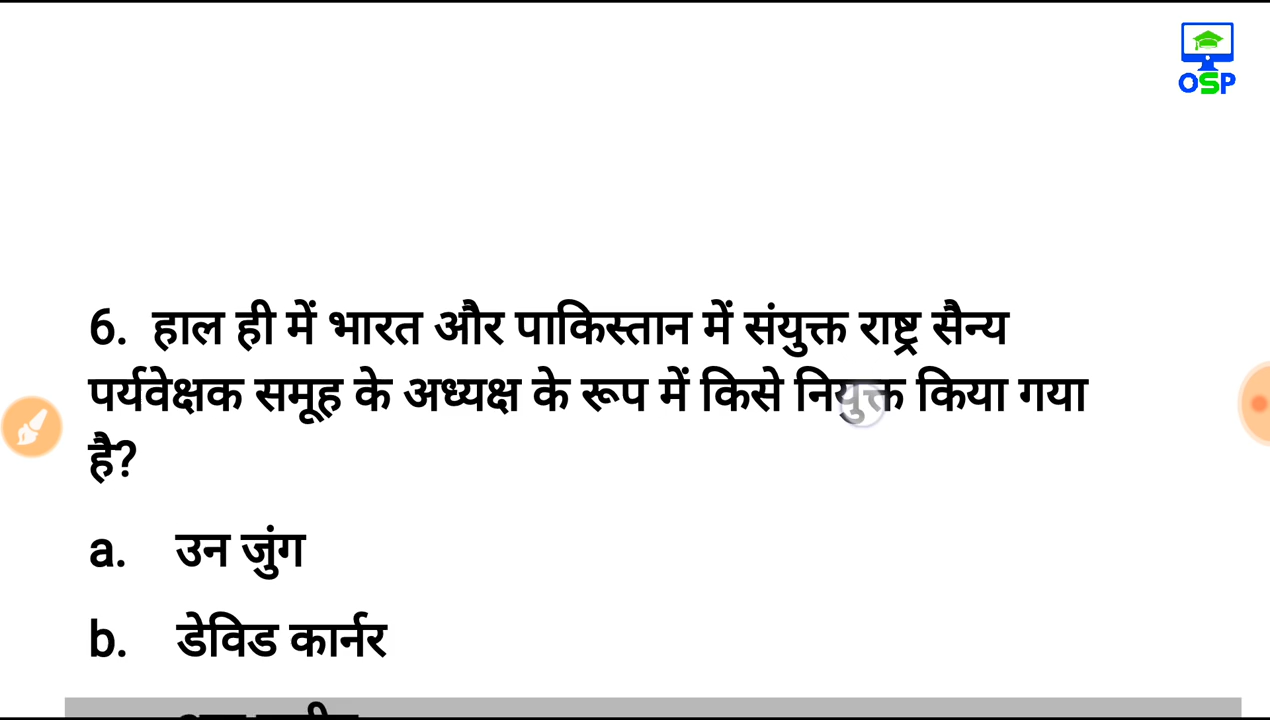 OSP
6. हाल ही में भारत और पाकिस्तान में संयुक्त राष्ट्र सैन्य
पर्यवेक्षक समूह के अध्यक्ष के रूप में किसे नियुक्त किया गया
है?
a. उन जुंग
b. डेविड कार्नर